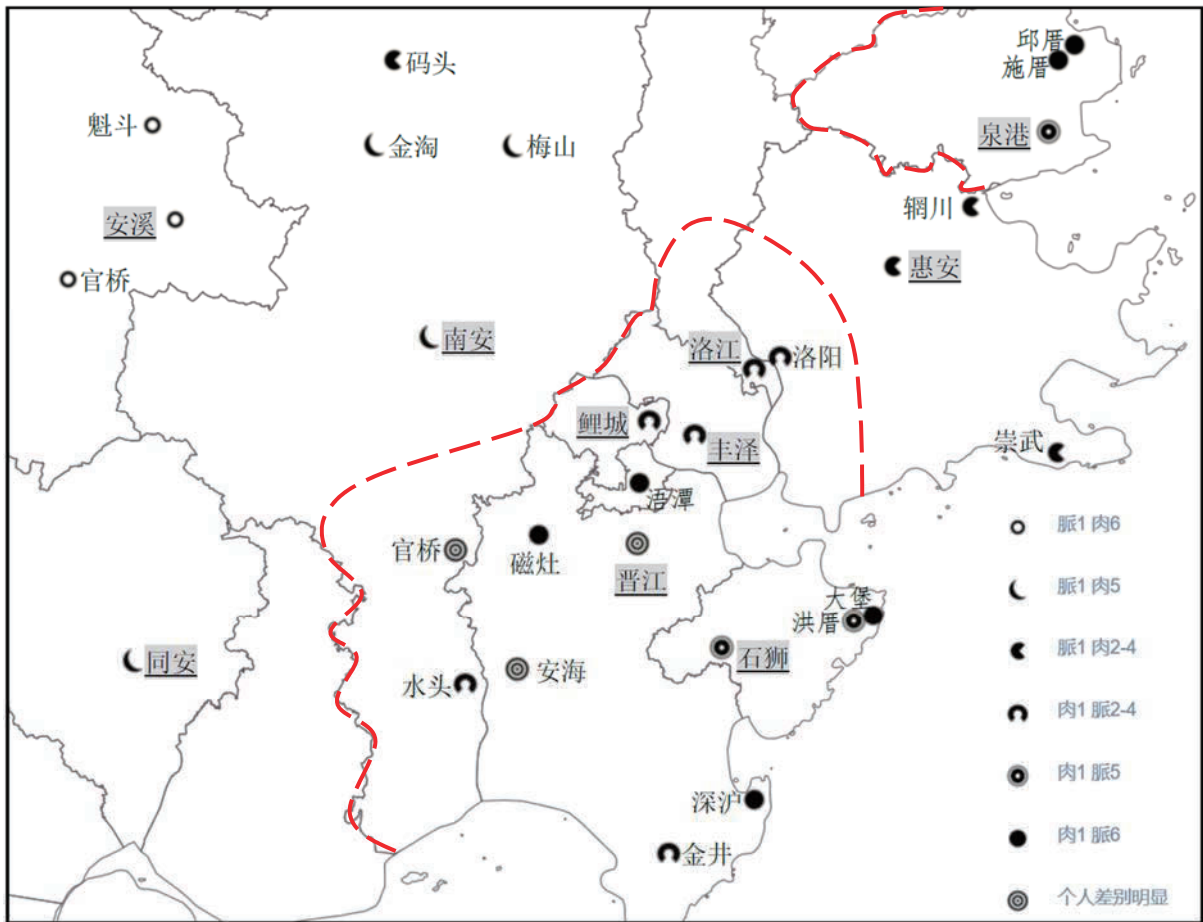 邱厝
施厝
码头
魁斗
金淘
梅山
泉港
辋川
安溪
惠安
官桥
南安
洛江
洛阳
鲤城
丰泽
崇武
浯潭
官桥
磁灶
晋江
大堡
洪厝
同安
石狮
水头
安海
深沪
金井
脈1 肉6
脈1 肉5
脈1 肉2-4
肉1 脈2-4
肉1 脈5
肉1 脈6
个人差别明显